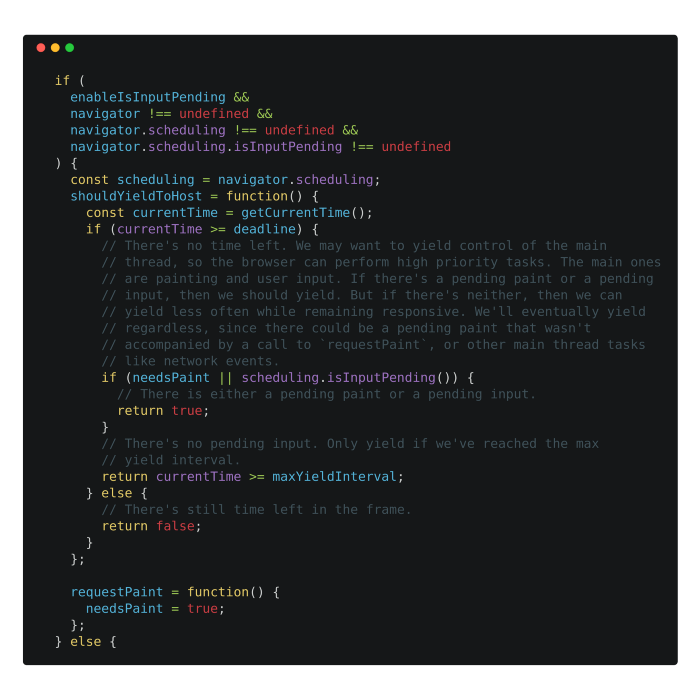 if (
  enableIsInputPending &&
  navigator !== undefined &&
  navigator.scheduling !== undefined &&
  navigator.scheduling.isInputPending !== undefined
) {
  const scheduling = navigator.scheduling;
  shouldYieldToHost = function() {
    const currentTime = getCurrentTime();
    if (currentTime >= deadline) {
      // There's no time left. We may want to yield control of the main
      // thread, so the browser can perform high priority tasks. The main ones
      // are painting and user input. If there's a pending paint or a pending
      // input, then we should yield. But if there's neither, then we can
      // yield less often while remaining responsive. We'll eventually yield
      // regardless, since there could be a pending paint that wasn't
      // accompanied by a call to `requestPaint`, or other main thread tasks
      // like network events.
      if (needsPaint || scheduling.isInputPending()) {
        // There is either a pending paint or a pending input.
        return true;
      }
      // There's no pending input. Only yield if we've reached the max
      // yield interval.
      return currentTime >= maxYieldInterval;
    } else {
      // There's still time left in the frame.
      return false;
    }
  };

  requestPaint = function() {
    needsPaint = true;
  };
} else {